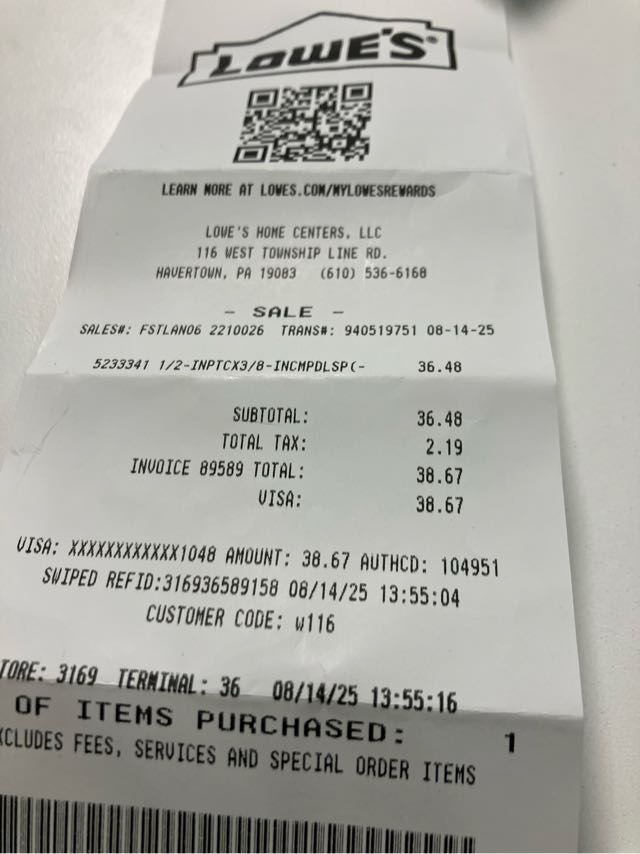 LOWE'S®
LEARN MORE AT LOWES.COM/MYLOWESREWARDS
LOWE'S HOME CENTERS, LLC
116 WEST TOWNSHIP LINE RD.
HAVERTOWN, PA 19083 (610) 536-6168
- SALE -
SALES#: FSTLAN06 2210026 TRANS#: 940519751 08-14-25
5233341 1/2-INPTCX3/8-INCMPDLSP(- 36.48
SUBTOTAL: 36.48
TOTAL TAX: 2.19
INVOICE 89589 TOTAL: 38.67
VISA: 38.67
VISA: XXXXXXXXXXXX1048 AMOUNT: 38.67 AUTHCD: 104951
SWIPED REFID:316936589158 08/14/25 13:55:04
CUSTOMER CODE: w116
TORE: 3169 TERMINAL: 36 08/14/25 13:55:16
OF ITEMS PURCHASED: 1
XCLUDES FEES, SERVICES AND SPECIAL ORDER ITEMS